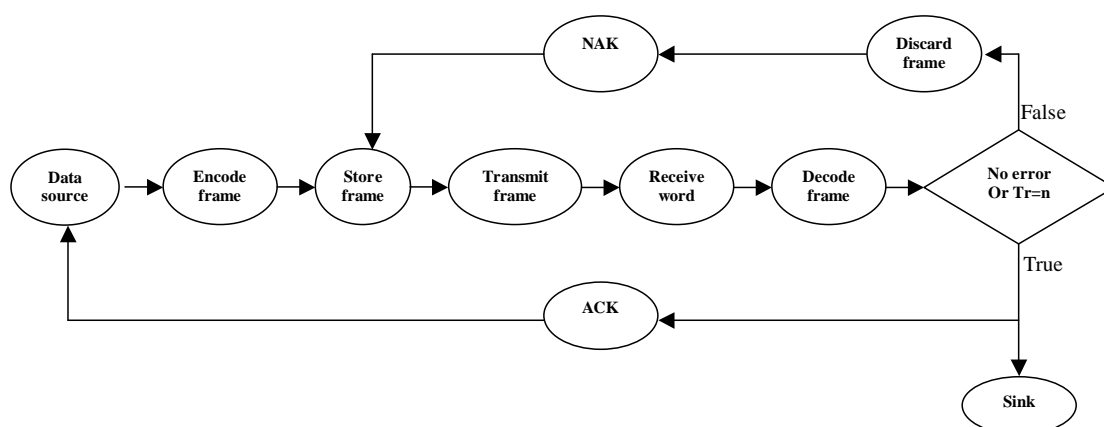 NAK
Discard
frame
False
Data
source
Encode
frame
Store
frame
Transmit
frame
Receive
word
Decode
frame
No error
Or Tr=n
True
ACK
Sink